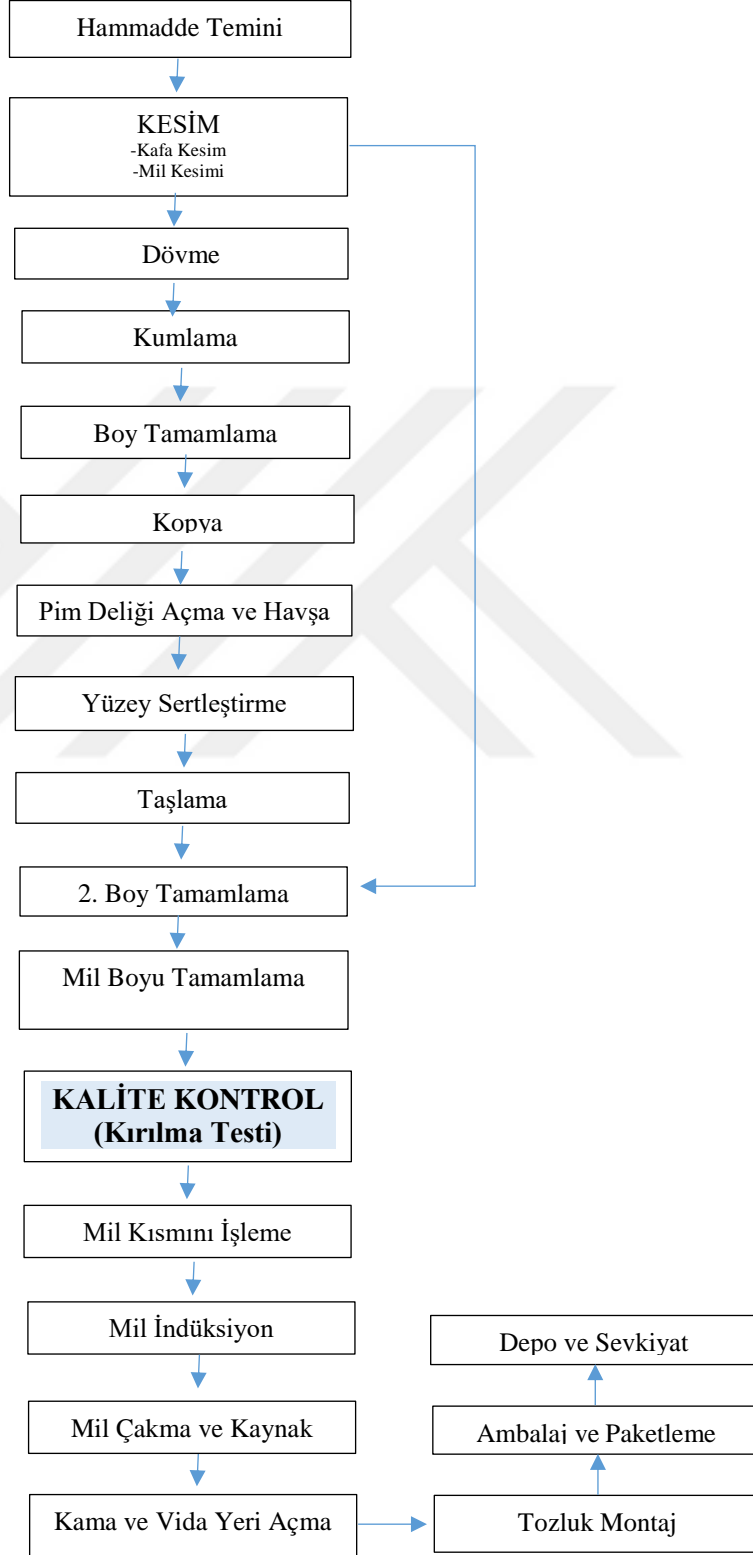 Hammadde Temini
KESİM
-Kafa Kesim
-Mil Kesimi
Dövme
Kumlama
Boy Tamamlama
Kopya
Pim Deliği Açma ve Havşa
Yüzey Sertleştirme
Taşlama
2. Boy Tamamlama
Mil Boyu Tamamlama
KALİTE KONTROL
(Kırılma Testi)
Mil Kısmını İşleme
Mil İndüksiyon
Mil Çakma ve Kaynak
Kama ve Vida Yeri Açma
Tozluk Montaj
Ambalaj ve Paketleme
Depo ve Sevkiyat